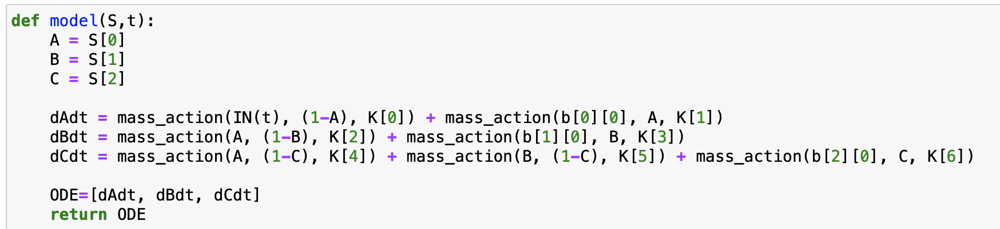 def model(S,t):
    A = S[0]
    B = S[1]
    C = S[2]

    dAdt = mass_action(IN(t), (1-A), K[0]) + mass_action(b[0][0], A, K[1])
    dBdt = mass_action(A, (1-B), K[2]) + mass_action(b[1][0], B, K[3])
    dCdt = mass_action(A, (1-C), K[4]) + mass_action(B, (1-C), K[5]) + mass_action(b[2][0], C, K[6])

    ODE=[dAdt, dBdt, dCdt]
    return ODE